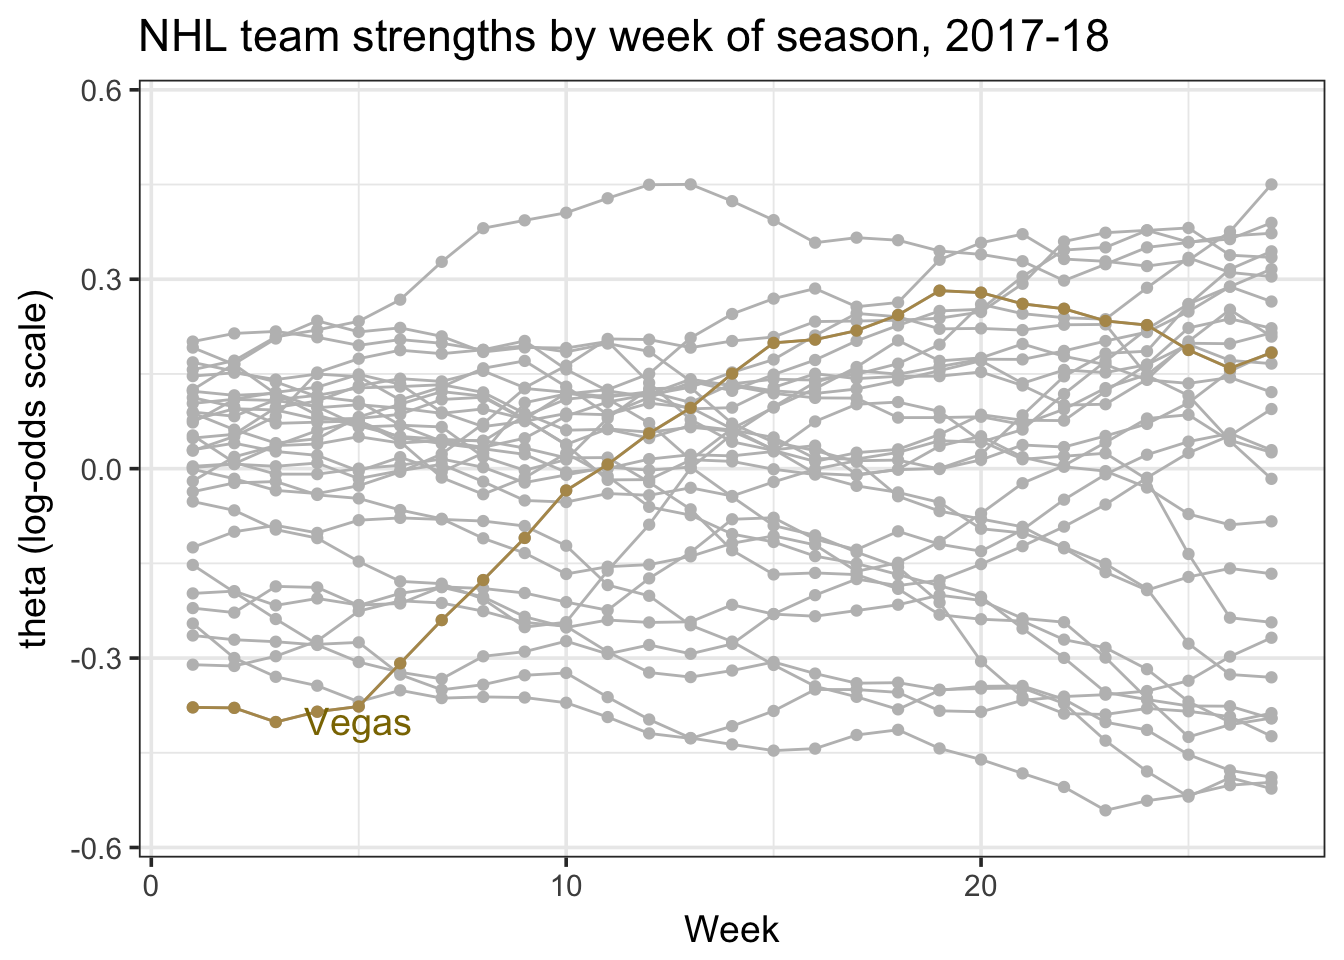 NHL team strengths by week of season, 2017-18
theta (log-odds scale)
0.6
0.3
0.0
-0.3
-0.6
Vegas
0
10
20
Week